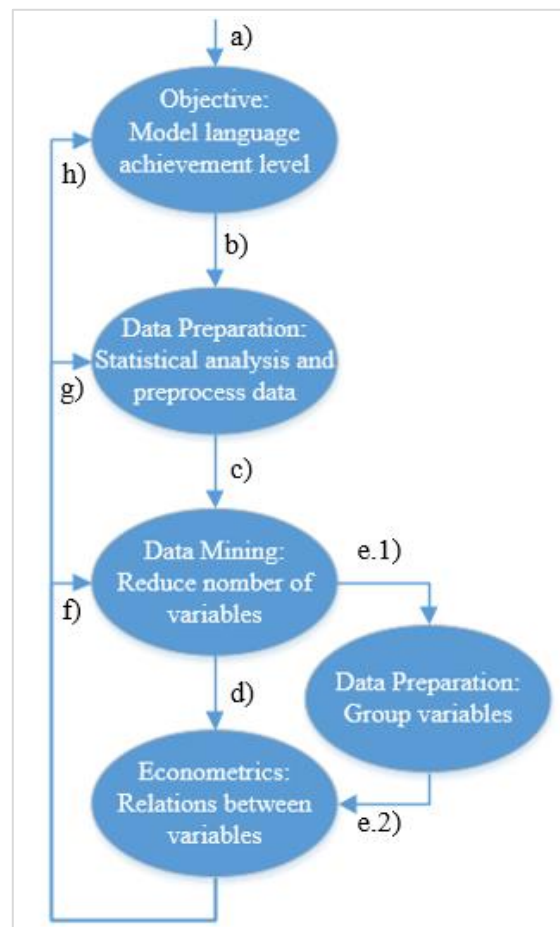 a)
Objective:
Model language
achievement level
h)
b)
Data Preparation:
Statistical analysis and
preprocess data
g)
c)
Data Mining:
Reduce nomber of
variables
e.1)
f)
d)
Data Preparation:
Group variables
Econometrics:
Relations between
variables
e.2)